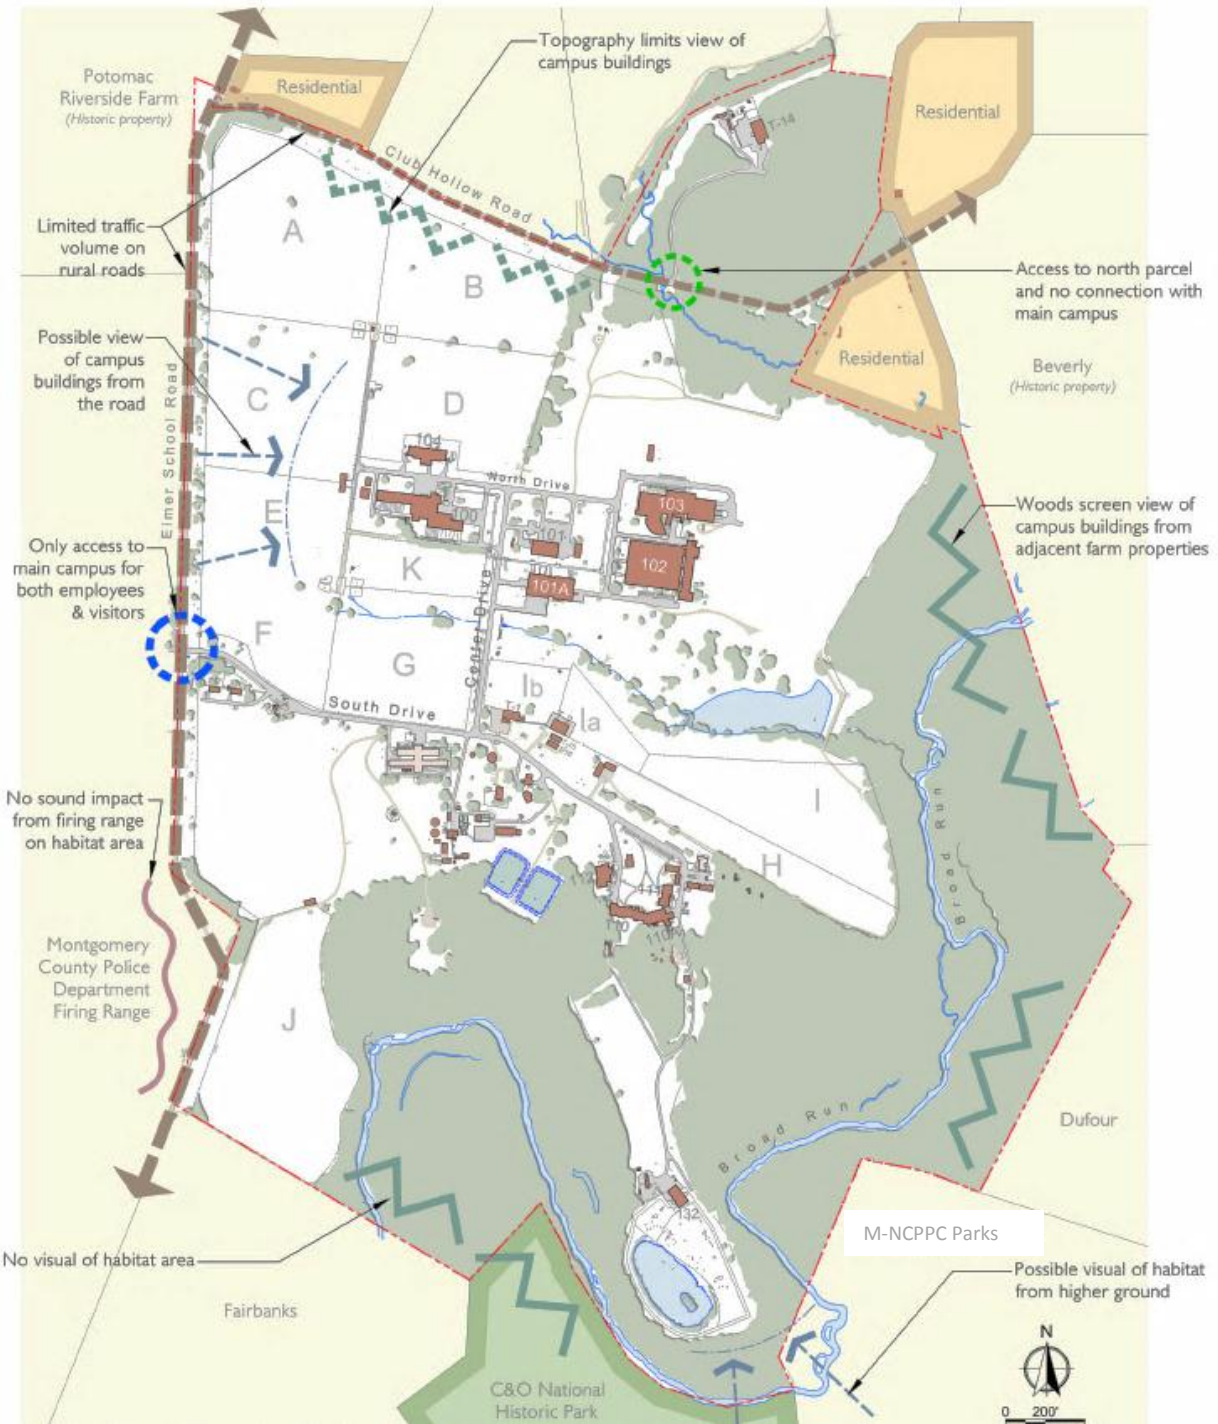 Topography limits view of
campus buildings
Potomac
Riverside Farm
(Historic property)
Residential
Residential
T-14
Club Hollow Road
Limited traffic
volume on
rural roads
A
B
Access to north parcel
and no connection with
main campus
Possible view
of campus
buildings from
the road
Residential
Beverly
(Historic property)
C
D
Elmer School Road
104
North Drive
100
103
101
102
101A
Woods screen view of
campus buildings from
adjacent farm properties
E
K
Only access to
main campus for
both employees
& visitors
F
G
Center Drive
Ib
Ia
South Drive
I
H
Broad Run
No sound impact
from firing range
on habitat area
110
110A
Montgomery
County Police
Department
Firing Range
J
Broad Run
Dufour
132
M-NCPPC Parks
No visual of habitat area
Possible visual of habitat
from higher ground
Fairbanks
C&O National
Historic Park
N
0 200'